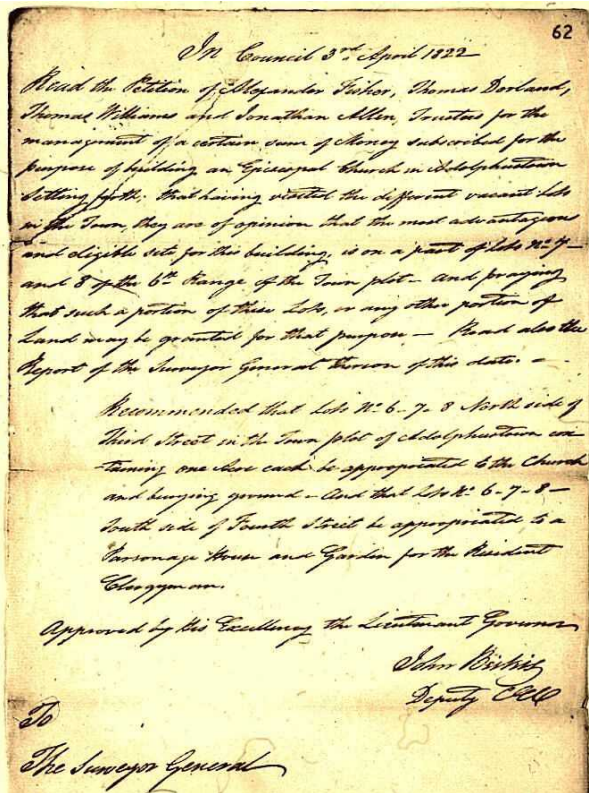 62
In Council 3rd April 1822
Read the Petition of Alexander Fisher, Thomas Dorland,
Thomas Williams and Jonathan Allen, Trustees for the
management of a certain sum of Money subscribed for the
purpose of building an Episcopal Church in Adolphustown
Setting forth; that having visited the different vacant Lots
in the Town, they are of opinion that the most advantageous
and eligible site for this building, is on a part of Lots No 7 –
and 8 of the 6th Range of the Town plot – and praying
that such a portion of these Lots, or any other portion of
Land may be granted for that purpose – Read also the
Report of the Surveyor General thereon of this date. –
Recommended that Lots No 6 - 7 - 8 North side of
Third Street in the Town plot of Adolphustown con
-taining one Acre each be appropriated to the Church
and burying ground – And that Lots No 6 - 7 - 8 –
South side of Fourth Street be appropriated to a
Parsonage House and Garden for the Resident
Clergyman.
Approved by His Excellency the Lieutenant Governor
John
Deputy
To
The Surveyor General